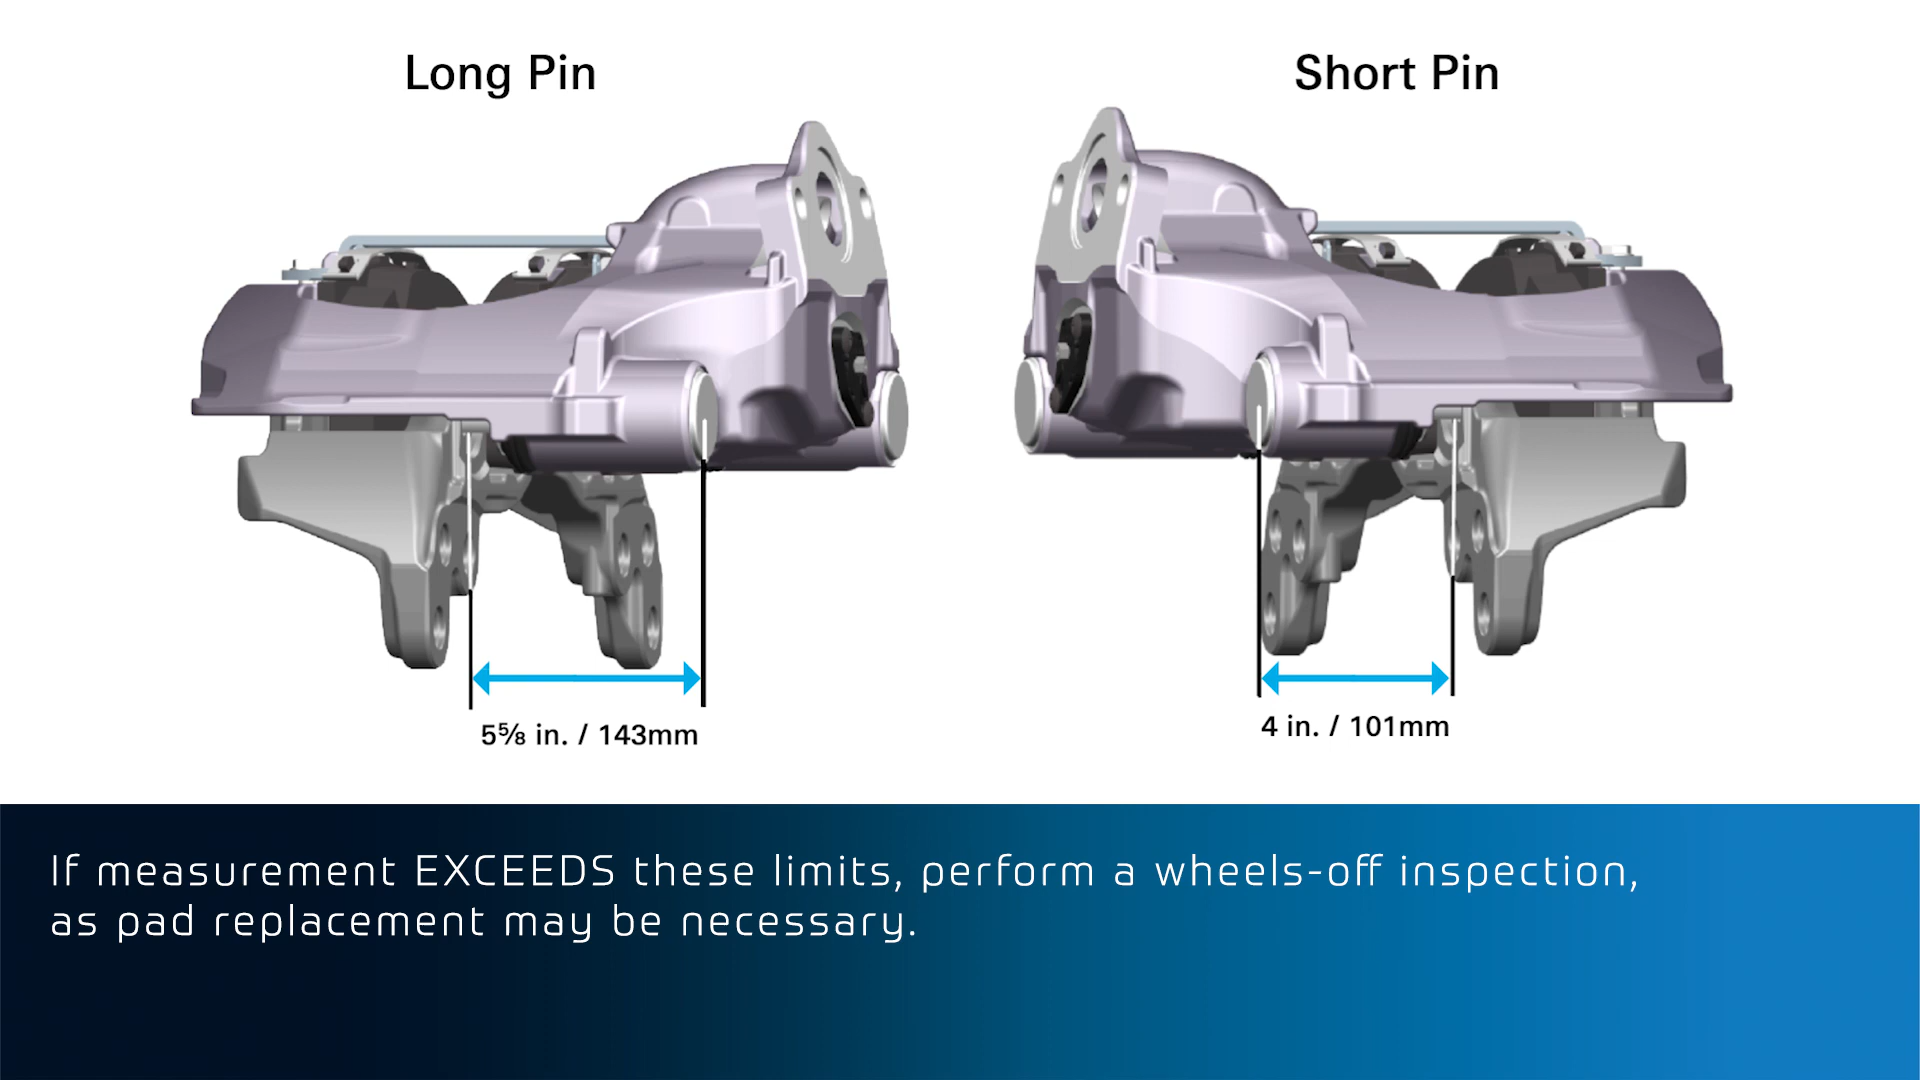 Long Pin
Short Pin
5⅝ in. / 143mm
4 in. / 101mm
If measurement EXCEEDS these limits, perform a wheels-off inspection,
as pad replacement may be necessary.